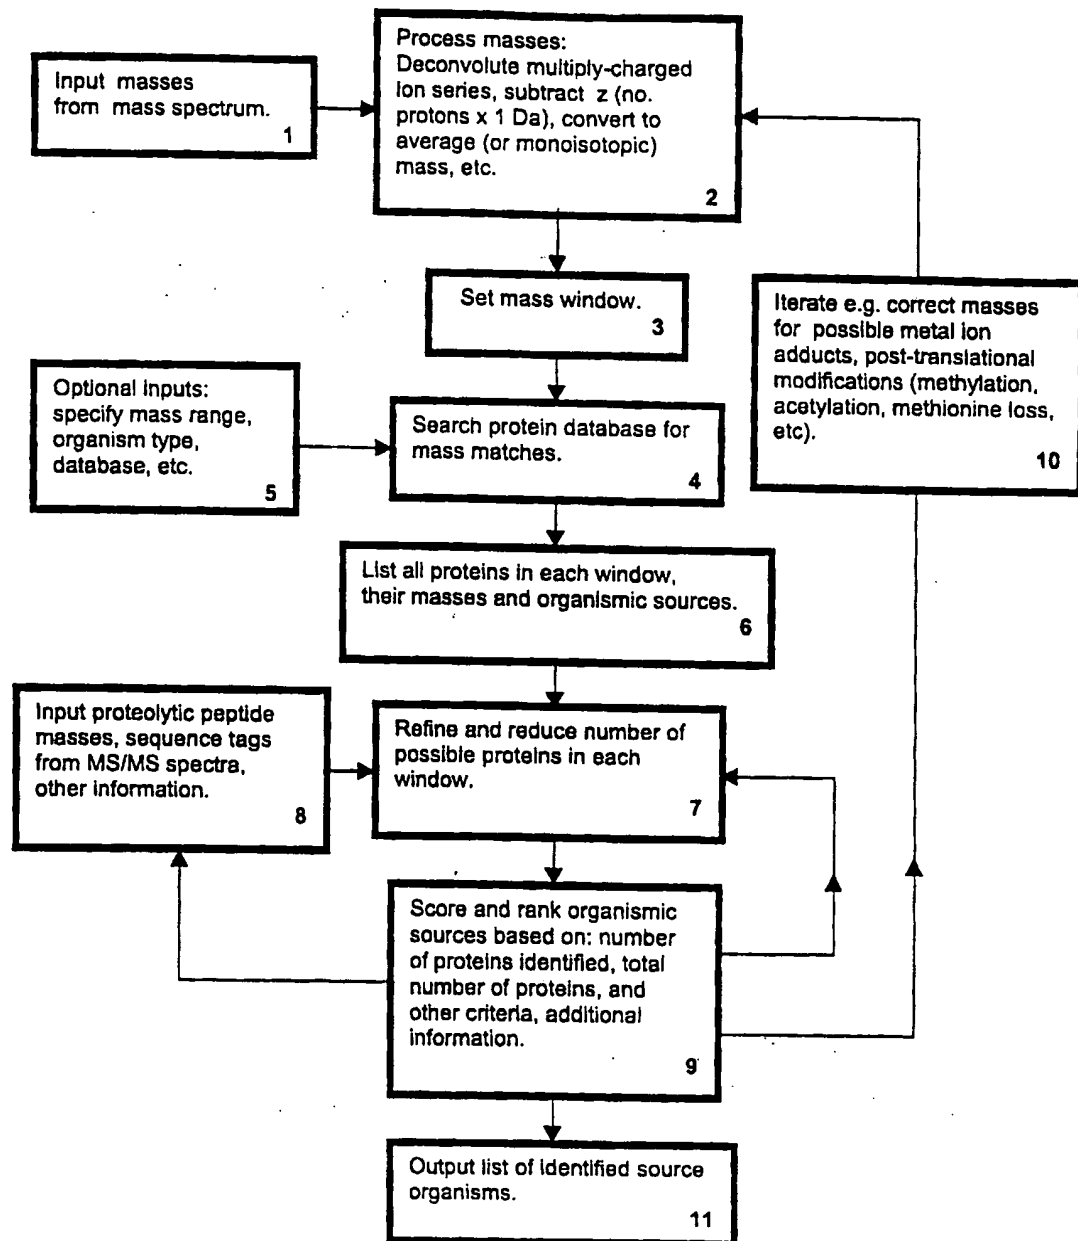 Input masses
from mass spectrum.
1
Process masses:
Deconvolute multiply-charged
ion series, subtract z (no.
protons x 1 Da), convert to
average (or monoisotopic)
mass, etc.
2
Set mass window.
3
Optional inputs:
specify mass range,
organism type,
database, etc.
5
Search protein database for
mass matches.
4
Iterate e.g. correct masses
for possible metal ion
adducts, post-translational
modifications (methylation,
acetylation, methionine loss,
etc).
10
List all proteins in each window,
their masses and organismic sources.
6
Input proteolytic peptide
masses, sequence tags
from MS/MS spectra,
other information.
8
Refine and reduce number of
possible proteins in each
window.
7
Score and rank organismic
sources based on: number
of proteins identified, total
number of proteins, and
other criteria, additional
information.
9
Output list of identified source
organisms.
11